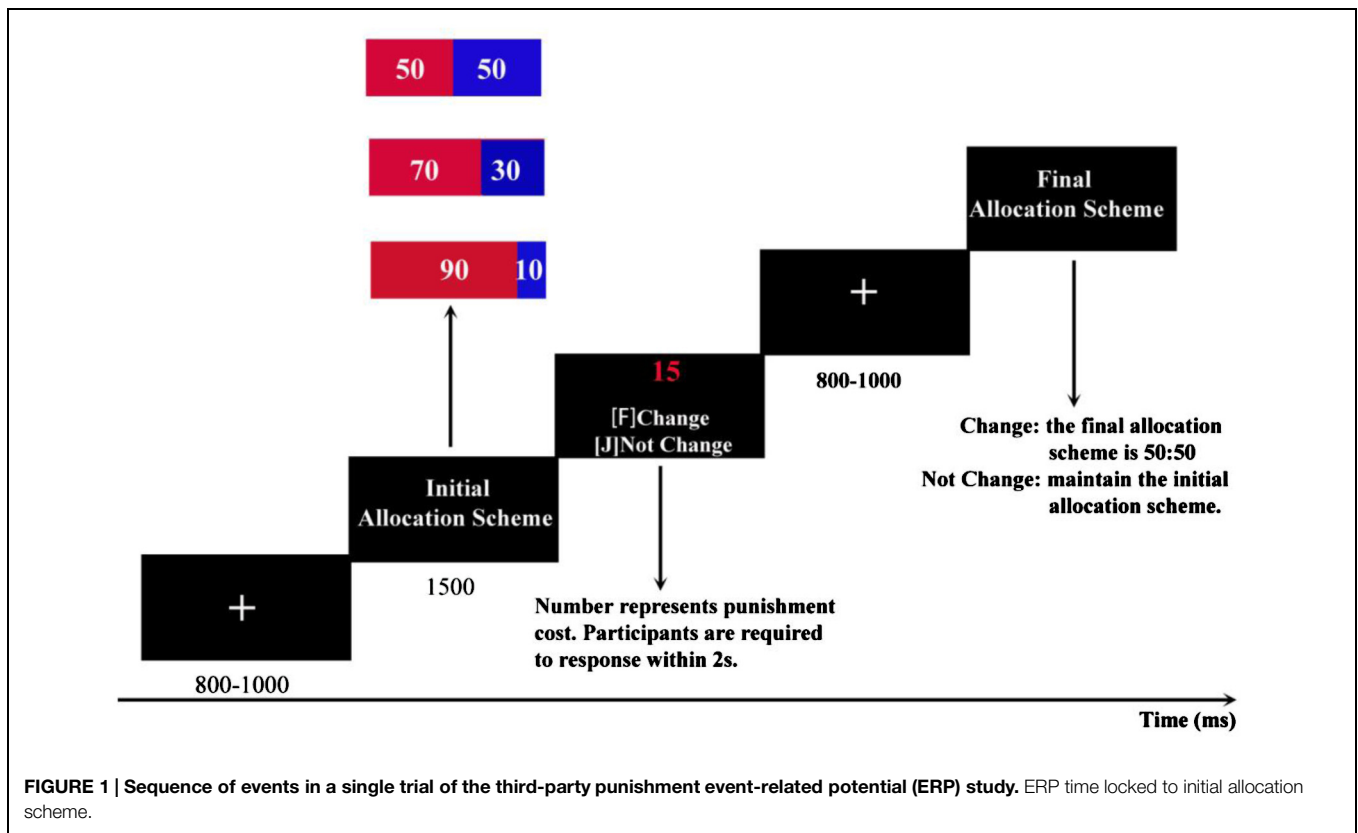 50 50
70 30
90 10
Initial
Allocation Scheme
1500
+
800-1000
15
[F]Change
[J]Not Change
Number represents punishment
cost. Participants are required
to response within 2s.
+
800-1000
Final
Allocation Scheme
Change: the final allocation
scheme is 50:50
Not Change: maintain the initial
allocation scheme.
Time (ms)
FIGURE 1 | Sequence of events in a single trial of the third-party punishment event-related potential (ERP) study. ERP time locked to initial allocation
scheme.